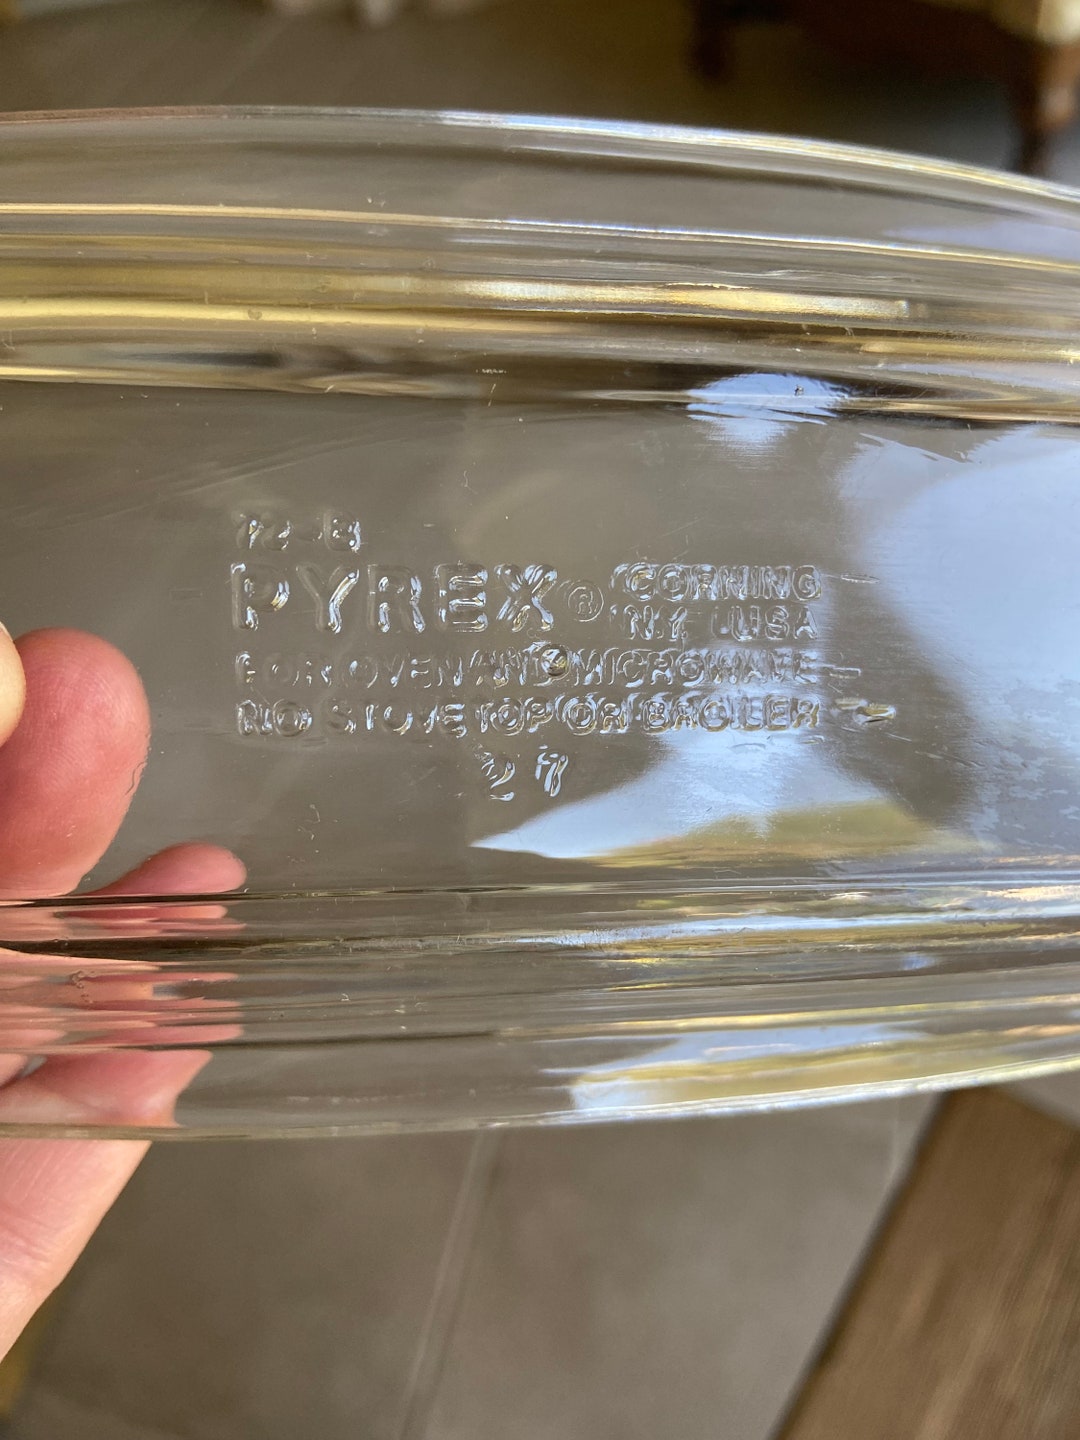 PYREX ® CORNING
N.Y. USA
FOR OVEN AND MICROWAVE
NO STOVETOP OR BROILER